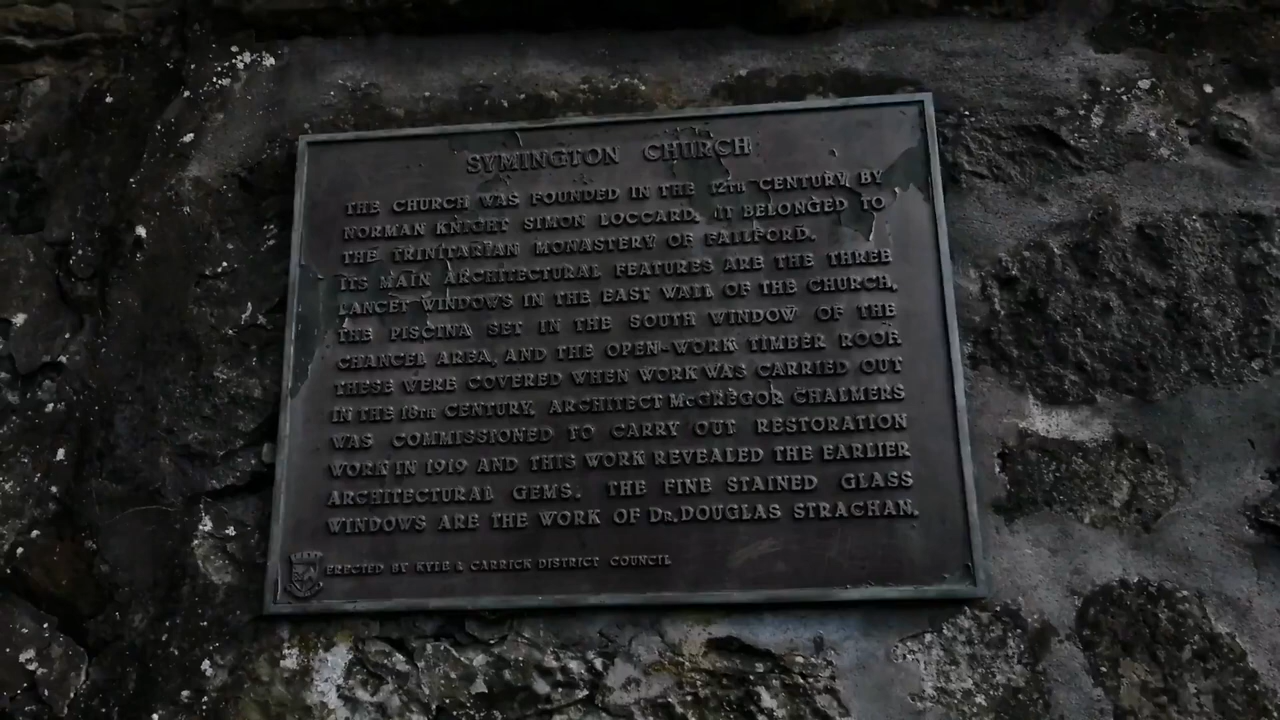 SYMINGTON CHURCH
THE CHURCH WAS FOUNDED IN THE 12TH CENTURY BY
NORMAN KNIGHT SIMON LOCCARD. IT BELONGED TO
THE TRINITARIAN MONASTERY OF FAILFORD.
ITS MAIN ARCHITECTURAL FEATURES ARE THE THREE
LANCET WINDOWS IN THE EAST WALL OF THE CHURCH,
THE PISCINA SET IN THE SOUTH WINDOW OF THE
CHANCEL AREA, AND THE OPEN-WORK TIMBER ROOF.
THESE WERE COVERED WHEN WORK WAS CARRIED OUT
IN THE 18TH CENTURY. ARCHITECT McGREGOR CHALMERS
WAS COMMISSIONED TO CARRY OUT RESTORATION
WORK IN 1919 AND THIS WORK REVEALED THE EARLIER
ARCHITECTURAL GEMS. THE FINE STAINED GLASS
WINDOWS ARE THE WORK OF DR. DOUGLAS STRACHAN.
ERECTED BY KYLE & CARRICK DISTRICT COUNCIL